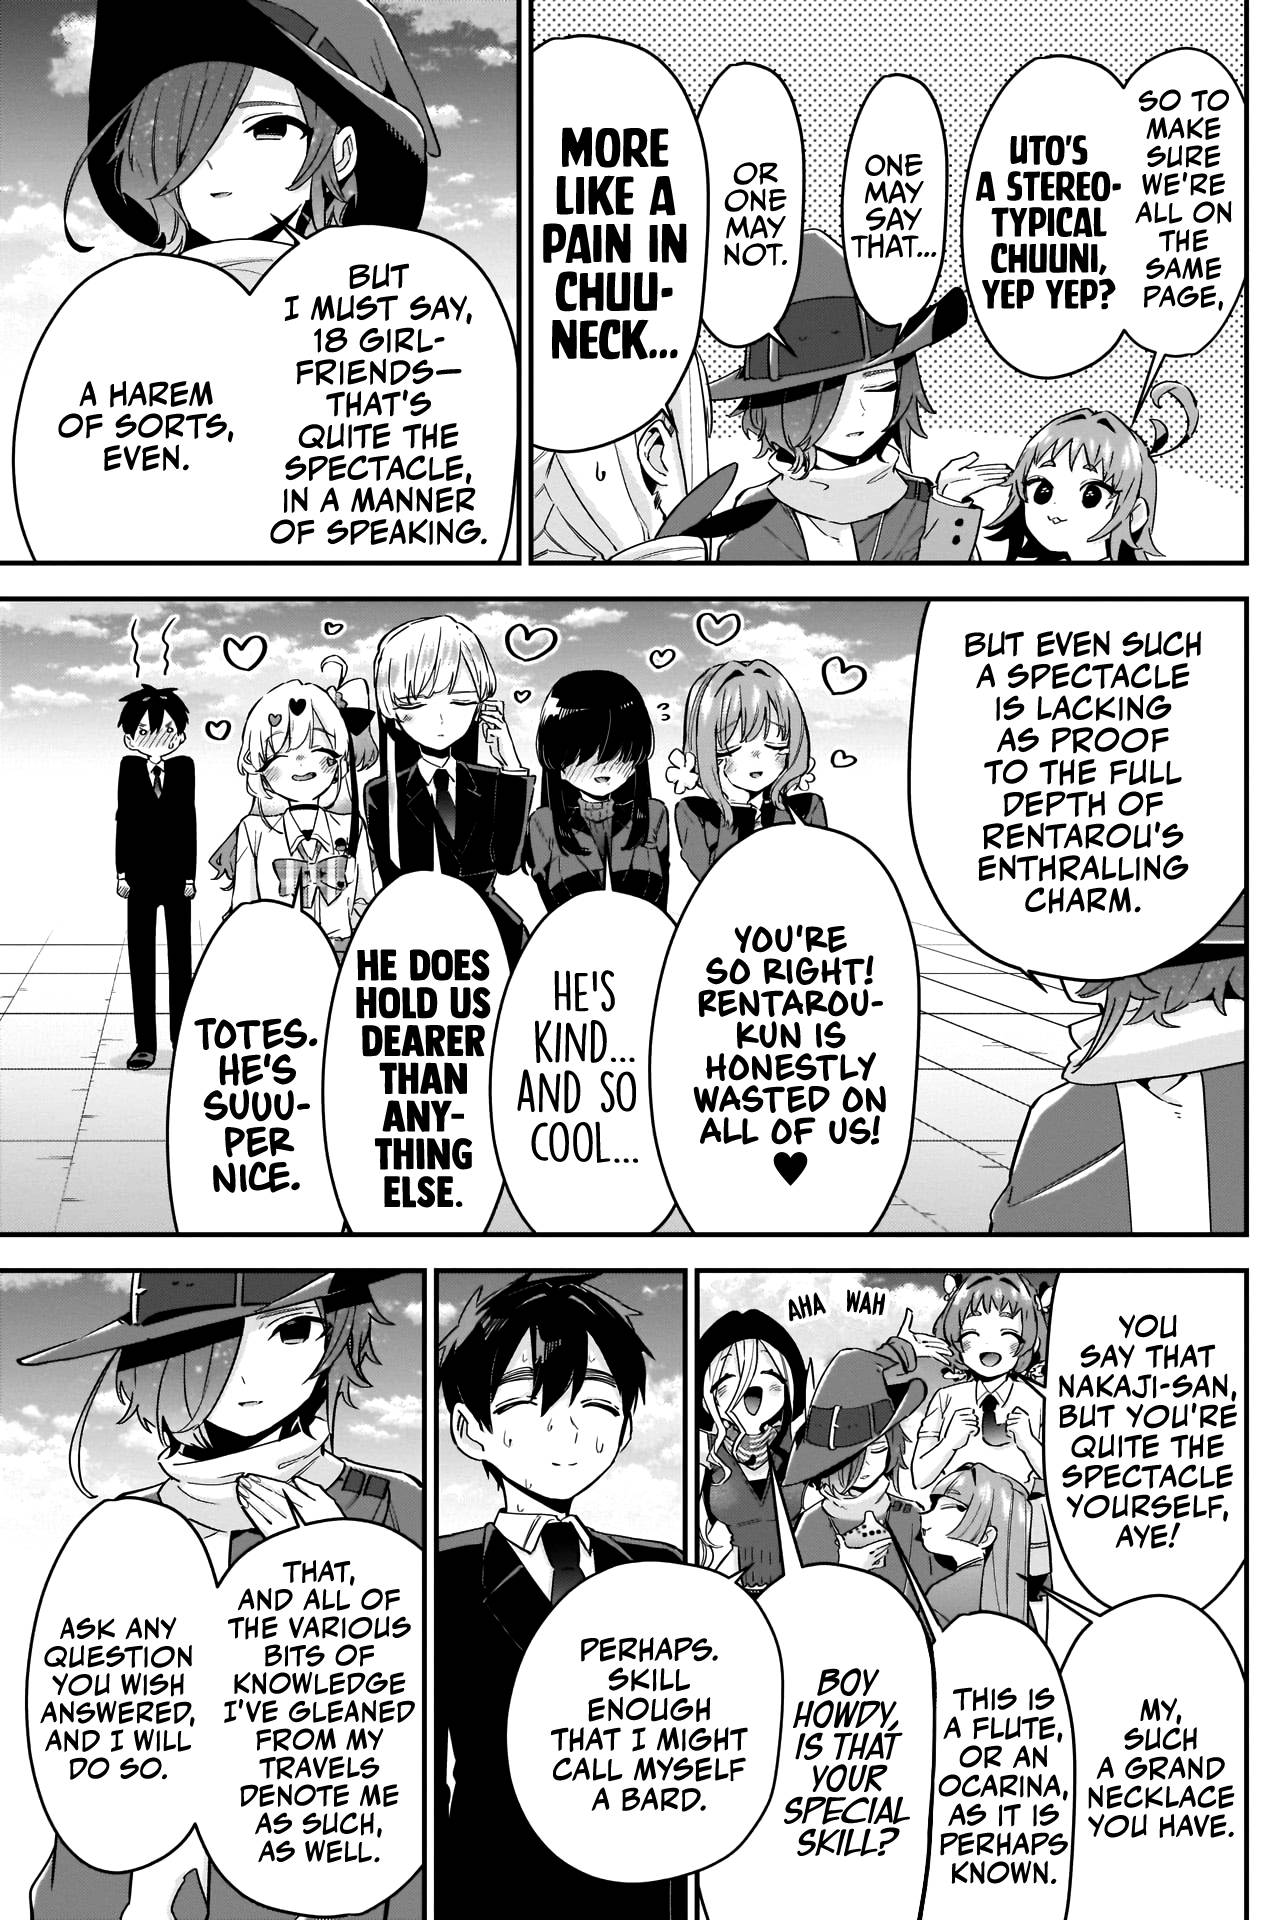 SO TO
MAKE
SURE
WE'RE
ALL ON
THE
SAME
PAGE,
UTO'S
A STEREO-
TYPICAL
CHUUNI,
YEP YEP?
ONE
MAY
SAY
THAT...
OR
ONE
MAY
NOT.
MORE
LIKE A
PAIN IN
CHUU-
NECK...
BUT
I MUST SAY,
18 GIRL-
FRIENDS—
THAT'S
QUITE THE
SPECTACLE,
IN A MANNER
OF SPEAKING.
A HAREM
OF SORTS,
EVEN.
BUT EVEN SUCH
A SPECTACLE
IS LACKING
AS PROOF
TO THE FULL
DEPTH OF
RENTAROU'S
ENTHRALLING
CHARM.
YOU'RE
SO RIGHT!
RENTAROU-
KUN IS
HONESTLY
WASTED ON
ALL OF US!
♥
HE'S
KIND...
AND SO
COOL...
HE DOES
HOLD US
DEARER
THAN
ANY-
THING
ELSE.
TOTES.
HE'S
SUUU-
PER
NICE.
YOU
SAY THAT
NAKAJI-SAN,
BUT YOU'RE
QUITE THE
SPECTACLE
YOURSELF,
AYE!
MY,
SUCH
A GRAND
NECKLACE
YOU HAVE.
THIS IS
A FLUTE,
OR AN
OCARINA,
AS IT IS
PERHAPS
KNOWN.
AHA WAH
BOY
HOWDY,
IS THAT
YOUR
SPECIAL
SKILL?
PERHAPS.
SKILL
ENOUGH
THAT I MIGHT
CALL MYSELF
A BARD.
THAT,
AND ALL OF
THE VARIOUS
BITS OF
KNOWLEDGE
I'VE GLEANED
FROM MY
TRAVELS
DENOTE ME
AS SUCH,
AS WELL.
ASK ANY
QUESTION
YOU WISH
ANSWERED,
AND I WILL
DO SO.